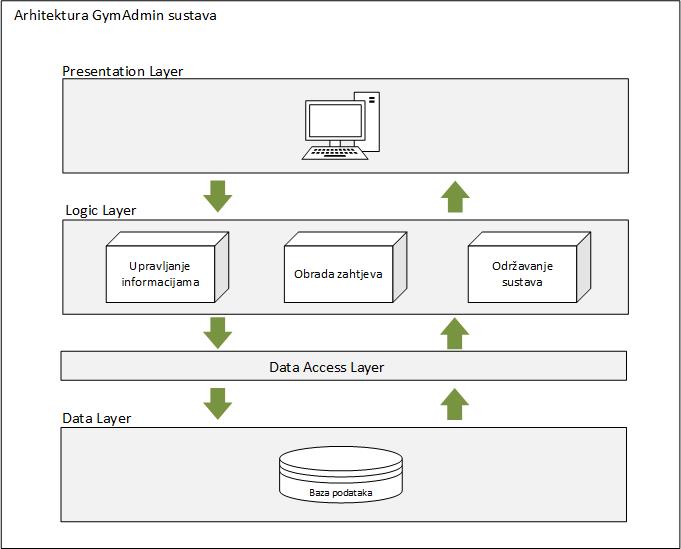 Arhitektura GymAdmin sustava
Presentation Layer
Logic Layer
Upravljanje
informacijama
Obrada zahtjeva
Održavanje
sustava
Data Access Layer
Data Layer
Baza podataka